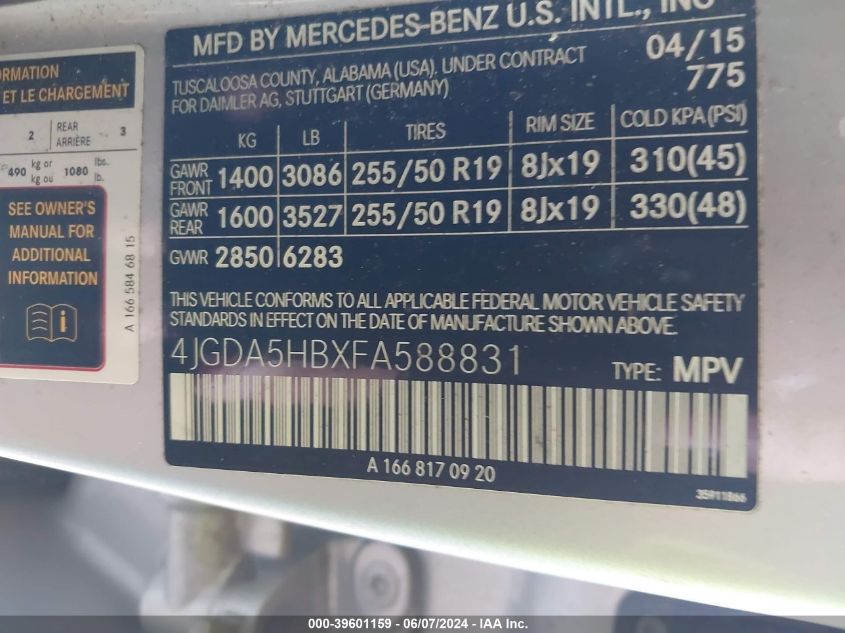 ORMATION
ET LE CHARGEMENT
2 REAR ARRIÈRE 3
490 kg or kg ou 1080 lbs. lb.
SEE OWNER'S
MANUAL FOR
ADDITIONAL
INFORMATION
i
A 166 584 68 15
MFD BY MERCEDES-BENZ U.S. INTL., INC
TUSCALOOSA COUNTY, ALABAMA (USA), UNDER CONTRACT
FOR DAIMLER AG, STUTTGART (GERMANY)
04/15
775
KG LB TIRES RIM SIZE COLD KPA (PSI)
GAWR FRONT 1400 3086 255/50 R19 8Jx19 310(45)
GAWR REAR 1600 3527 255/50 R19 8Jx19 330(48)
GVWR 2850 6283
THIS VEHICLE CONFORMS TO ALL APPLICABLE FEDERAL MOTOR VEHICLE SAFETY
STANDARDS IN EFFECT ON THE DATE OF MANUFACTURE SHOWN ABOVE.
4JGDA5HBXFA588831 TYPE: MPV
A 166 817 09 20
35911866
000-39601159 - 06/07/2024 - IAA Inc.